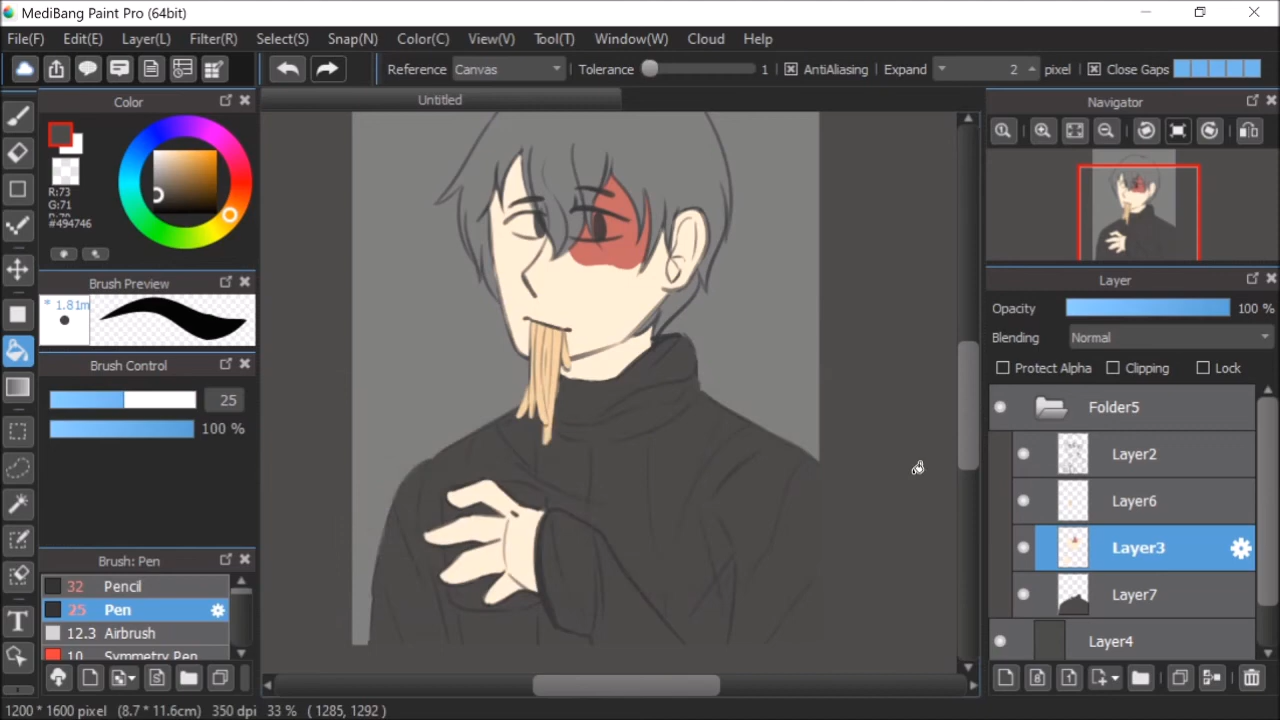 MediBang Paint Pro (64bit)
File(F) Edit(E) Layer(L) Filter(R) Select(S) Snap(N) Color(C) View(V) Tool(T) Window(W) Cloud Help
Reference Canvas Tolerance 1 AntiAliasing Expand 2 pixel Close Gaps
Color
Untitled
Navigator
R:73
G:71
#494746
Brush Preview
* 1.81m
Brush Control
25
100 %
Layer
Opacity 100 %
Blending Normal
Protect Alpha Clipping Lock
Folder5
Layer2
Layer6
Layer3
Layer7
Layer4
Brush: Pen
32 Pencil
25 Pen
12.3 Airbrush
10 Symmetry Pen
1200 * 1600 pixel (8.7 * 11.6cm) 350 dpi 33 % ( 1285, 1292 )